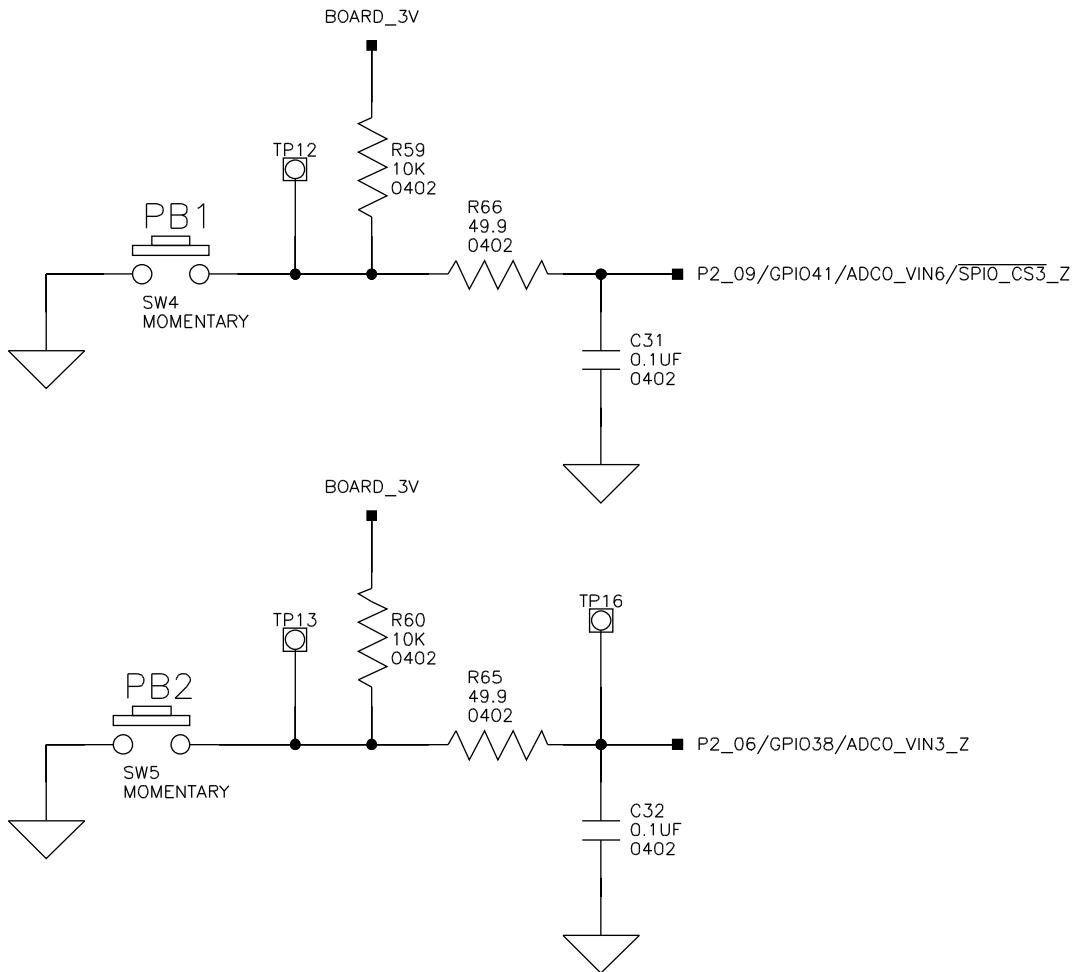 BOARD_3V
TP12
R59
10K
0402
PB1
R66
49.9
0402
P2_09/GPIO41/ADC0_VIN6/SPI0_CS3_Z
SW4
MOMENTARY
C31
0.1UF
0402
BOARD_3V
TP13
R60
10K
0402
TP16
PB2
R65
49.9
0402
P2_06/GPIO38/ADC0_VIN3_Z
SW5
MOMENTARY
C32
0.1UF
0402